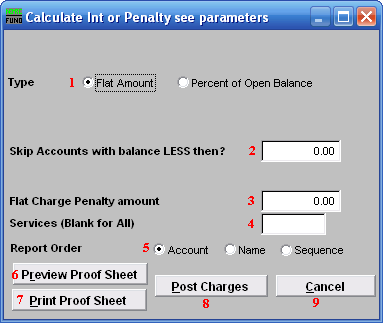 FUND Calculate Int or Penalty see parameters
Type 1 Flat Amount Percent of Open Balance
Skip Accounts with balance LESS then? 2 0.00
Flat Charge Penalty amount 3 0.00
Services (Blank for All) 4
Report Order 5 Account Name Sequence
6 Preview Proof Sheet
7 Print Proof Sheet
Post Charges Cancel
8 9